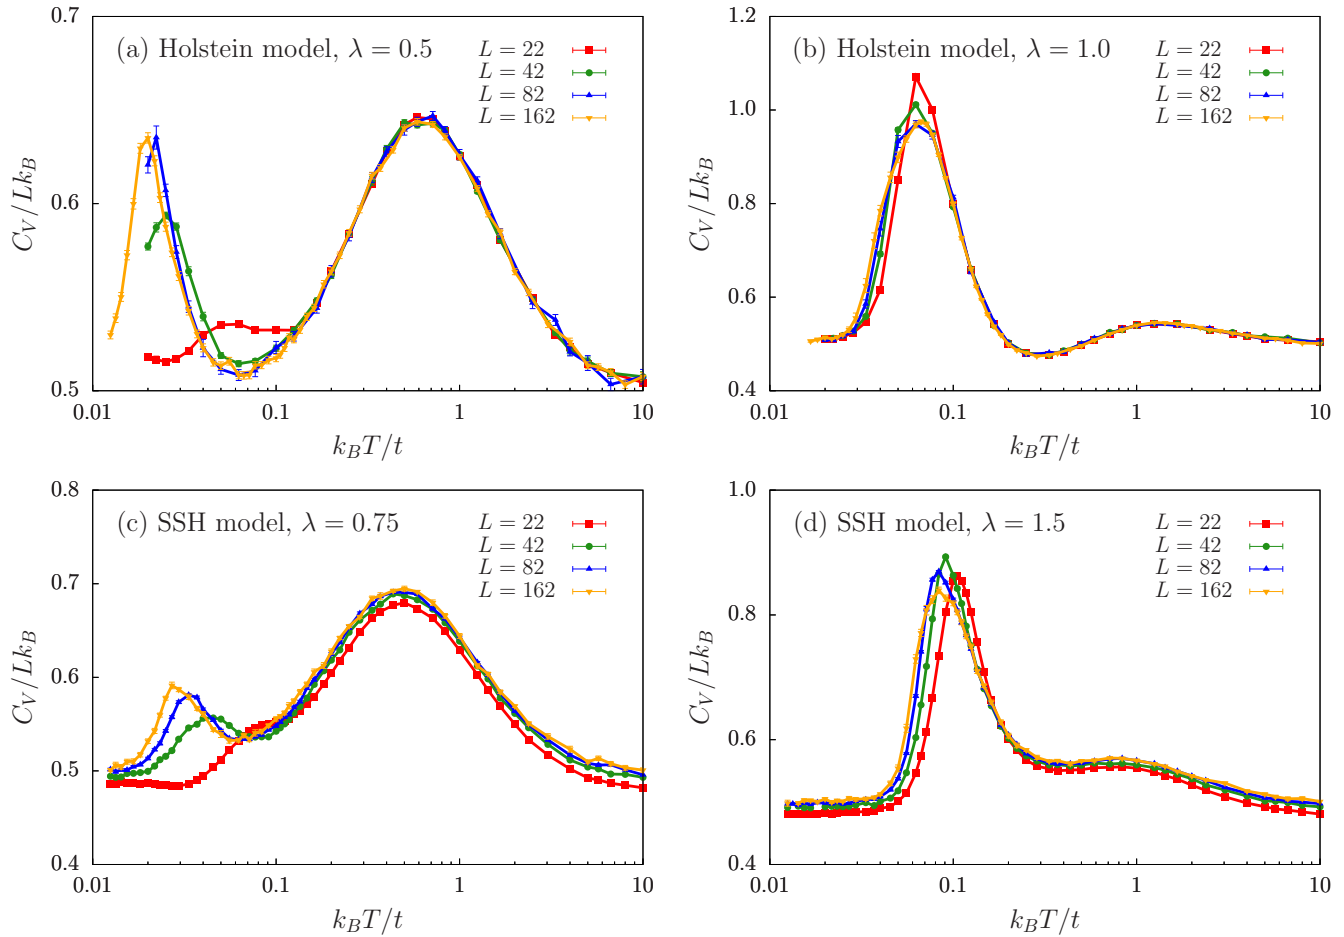 (a) Holstein model, λ = 0.5
L = 22
L = 42
L = 82
L = 162
0.7
0.6
0.5
0.01
0.1
1
10
C_V/Lk_B
k_BT/t
(b) Holstein model, λ = 1.0
L = 22
L = 42
L = 82
L = 162
1.2
1.0
0.8
0.6
0.4
0.01
0.1
1
10
C_V/Lk_B
k_BT/t
(c) SSH model, λ = 0.75
L = 22
L = 42
L = 82
L = 162
0.8
0.7
0.6
0.5
0.4
0.01
0.1
1
10
C_V/Lk_B
k_BT/t
(d) SSH model, λ = 1.5
L = 22
L = 42
L = 82
L = 162
1.0
0.8
0.6
0.4
0.01
0.1
1
10
C_V/Lk_B
k_BT/t